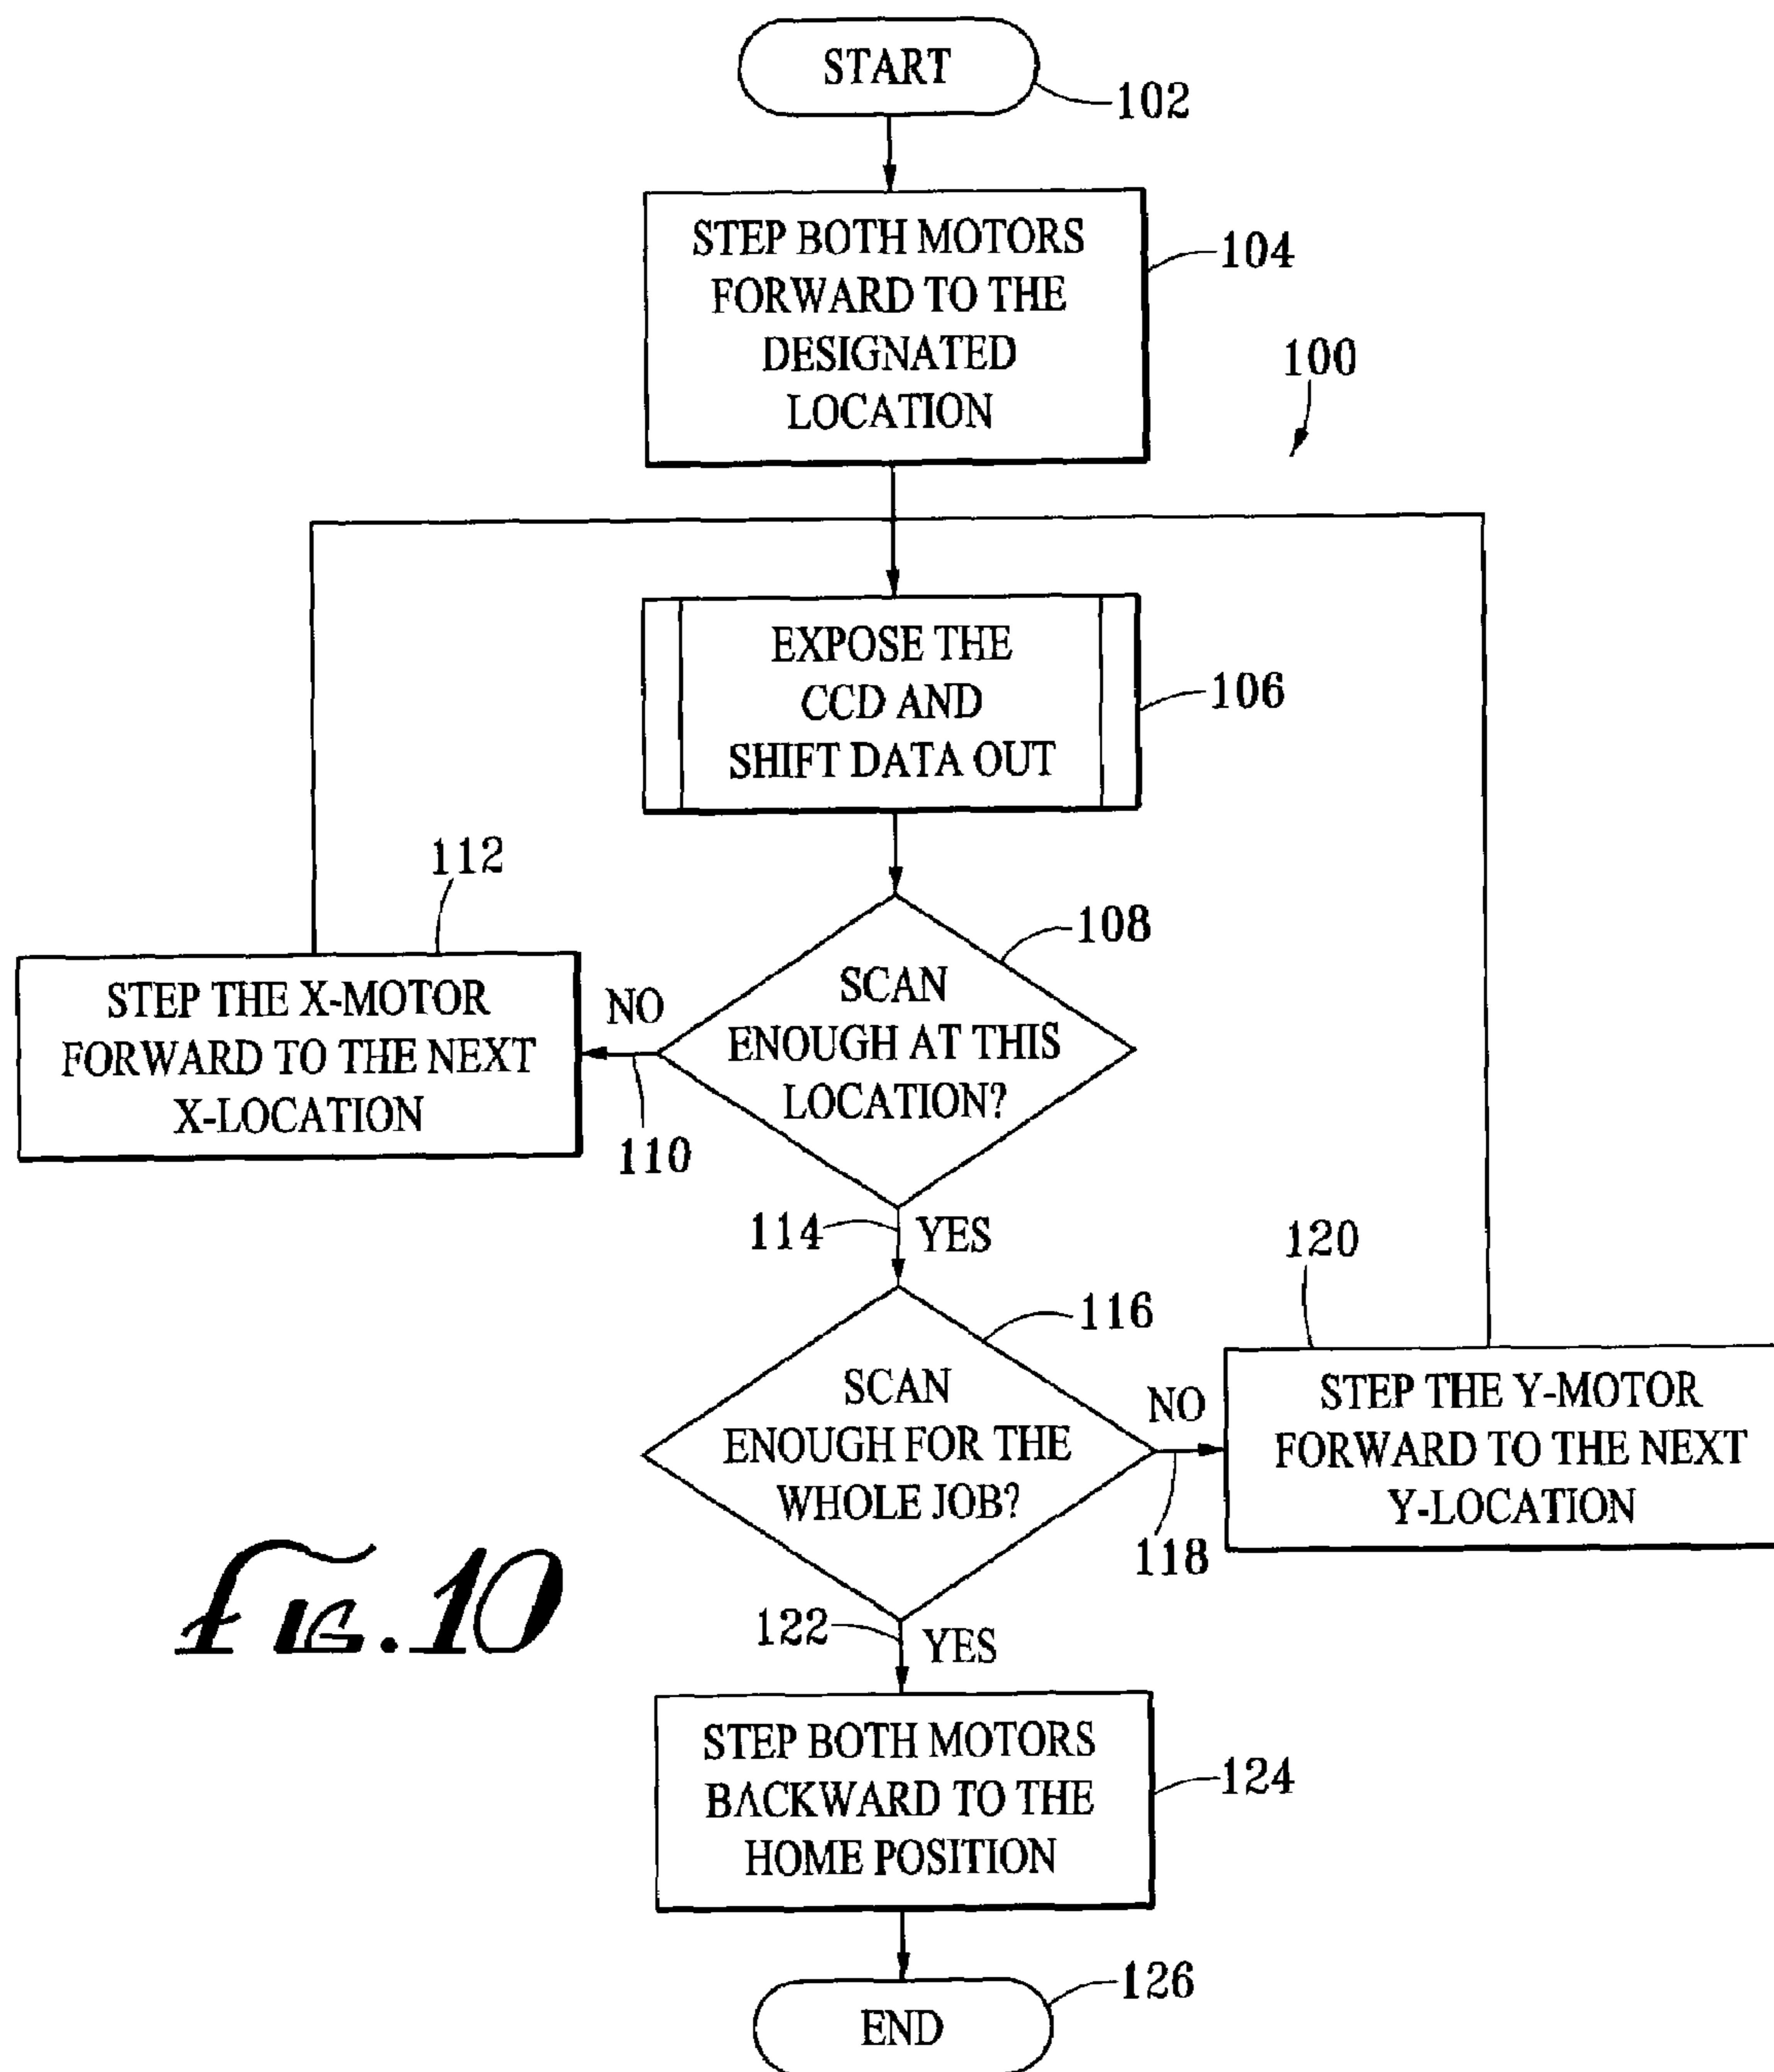 START
102
STEP BOTH MOTORS
FORWARD TO THE
DESIGNATED
LOCATION
104
100
EXPOSE THE
CCD AND
SHIFT DATA OUT
106
112
108
STEP THE X-MOTOR
FORWARD TO THE NEXT
X-LOCATION
NO
110
SCAN
ENOUGH AT THIS
LOCATION?
114
YES
116
120
SCAN
ENOUGH FOR THE
WHOLE JOB?
NO
118
STEP THE Y-MOTOR
FORWARD TO THE NEXT
Y-LOCATION
FIG. 10
122
YES
STEP BOTH MOTORS
BACKWARD TO THE
HOME POSITION
124
126
END